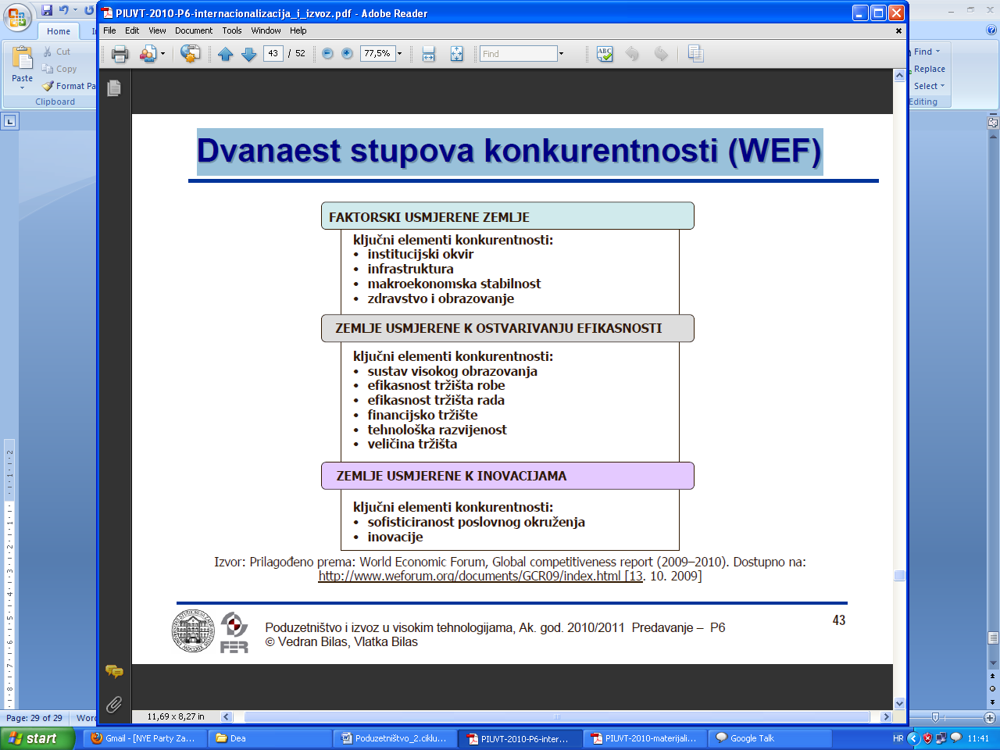 PIUVT-2010-P6-internacionalizacija_i_izvoz.pdf - Adobe Reader
File Edit View Document Tools Window Help
43 / 52 77,5% Find
Home
Cut
Copy
Format Pa
Paste
Clipboard
Find
Replace
Select
Editing
Dvanaest stupova konkurentnosti (WEF)
FAKTORSKI USMJERENE ZEMLJE
ključni elementi konkurentnosti:
• institucijski okvir
• infrastruktura
• makroekonomska stabilnost
• zdravstvo i obrazovanje
ZEMLJE USMJERENE K OSTVARIVANJU EFIKASNOSTI
ključni elementi konkurentnosti:
• sustav visokog obrazovanja
• efikasnost tržišta robe
• efikasnost tržišta rada
• financijsko tržište
• tehnološka razvijenost
• veličina tržišta
ZEMLJE USMJERENE K INOVACIJAMA
ključni elementi konkurentnosti:
• sofisticiranost poslovnog okruženja
• inovacije
Izvor: Prilagođeno prema: World Economic Forum, Global competitiveness report (2009–2010). Dostupno na:
http://www.weforum.org/documents/GCR09/index.html [13. 10. 2009]
43
FER
Poduzetništvo i izvoz u visokim tehnologijama, Ak. god. 2010/2011 Predavanje – P6
© Vedran Bilas, Vlatka Bilas
11,69 x 8,27 in
Page: 29 of 29 Word
start
Gmail - [NYE Party Za...
Dea
Poduzetništvo_2.ciklu...
PIUVT-2010-P6-inter...
PIUVT-2010-materijali...
Google Talk
HR
11:41